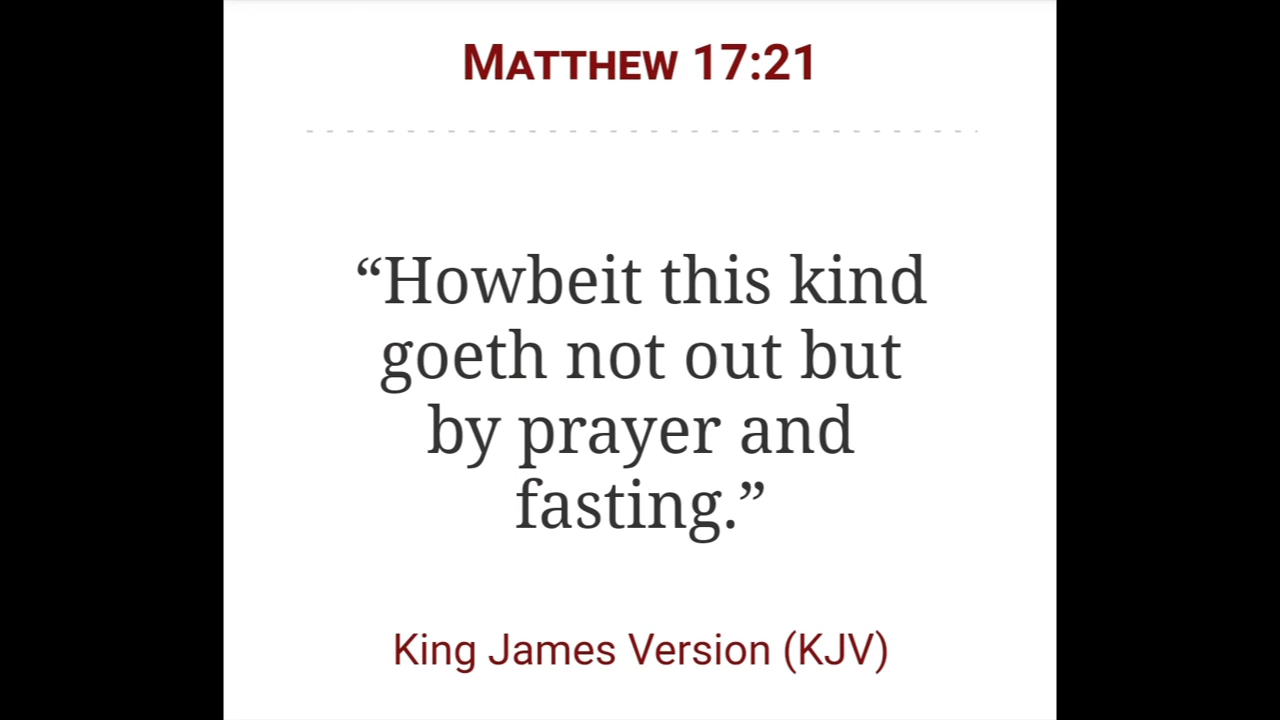 MATTHEW 17:21
“Howbeit this kind
goeth not out but
by prayer and
fasting.”
King James Version (KJV)